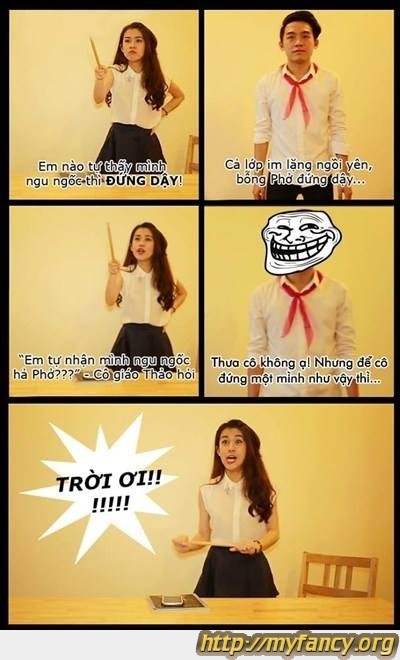 Em nào tự thấy mình
ngu ngốc thì ĐỨNG DẬY!
Cả lớp im lặng ngồi yên,
bỗng Phở đứng dậy...
"Em tự nhận mình ngu ngốc
hả Phở???" - Cô giáo Thảo hỏi
Thưa cô không ạ! Nhưng để cô
đứng một mình như vậy thì...
TRỜI ƠI!!
!!!!!
http://myfancy.org